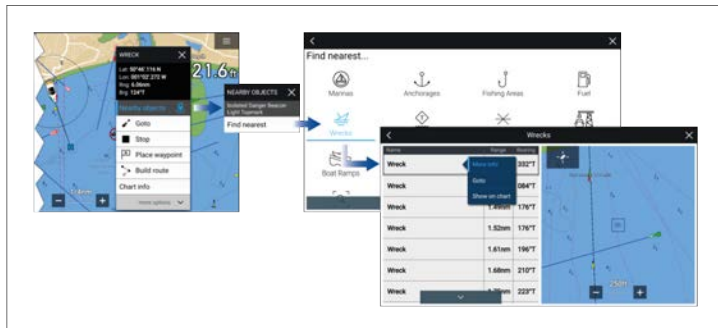 WRECK
Lat: 50°46'.116 N
Lon: 001°02'.272 W
Rng: 6.06nm
Brg: 134°T
Nearby objects
Goto
Stop
Place waypoint
Build route
Chart info
more options
21.6ft
NEARBY OBJECTS
Isolated Danger Beacon
Light Topmark
Find nearest
Find nearest...
Marinas
Anchorages
Fishing Areas
Fuel
Wrecks
Boat Ramps
Wrecks
Name Range Bearing
Wreck 332°T
More info
Goto
Show on chart
084°T
Wreck 1.49nm 176°T
Wreck 1.52nm 176°T
Wreck 1.61nm 196°T
Wreck 1.68nm 210°T
Wreck 223°T
250ft